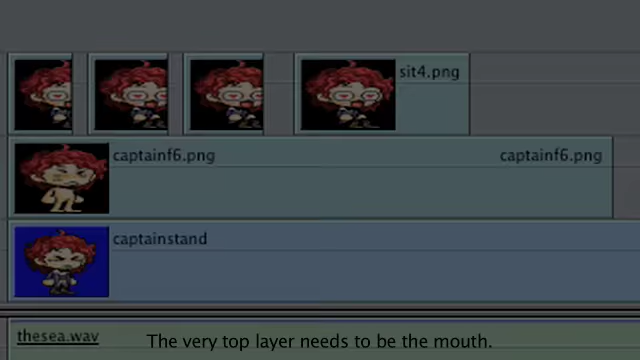 sit4.png
captainf6.png captainf6.png
captainstand
thesea.wav
The very top layer needs to be the mouth.